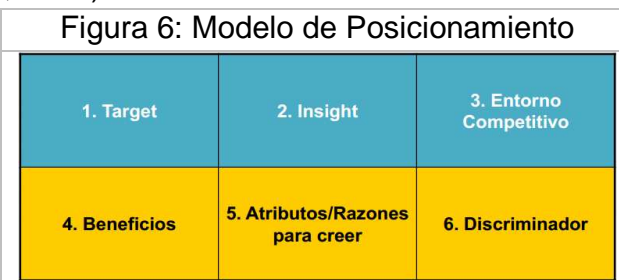 Figura 6: Modelo de Posicionamiento
1. Target
2. Insight
3. Entorno
Competitivo
4. Beneficios
5. Atributos/Razones
para creer
6. Discriminador